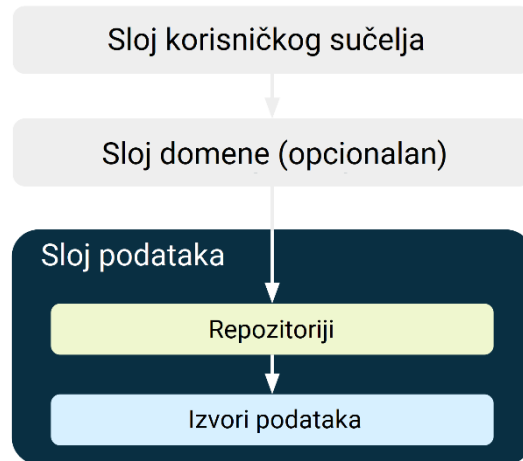 Sloj korisničkog sučelja
Sloj domene (opcionalan)
Sloj podataka
Repozitoriji
Izvori podataka